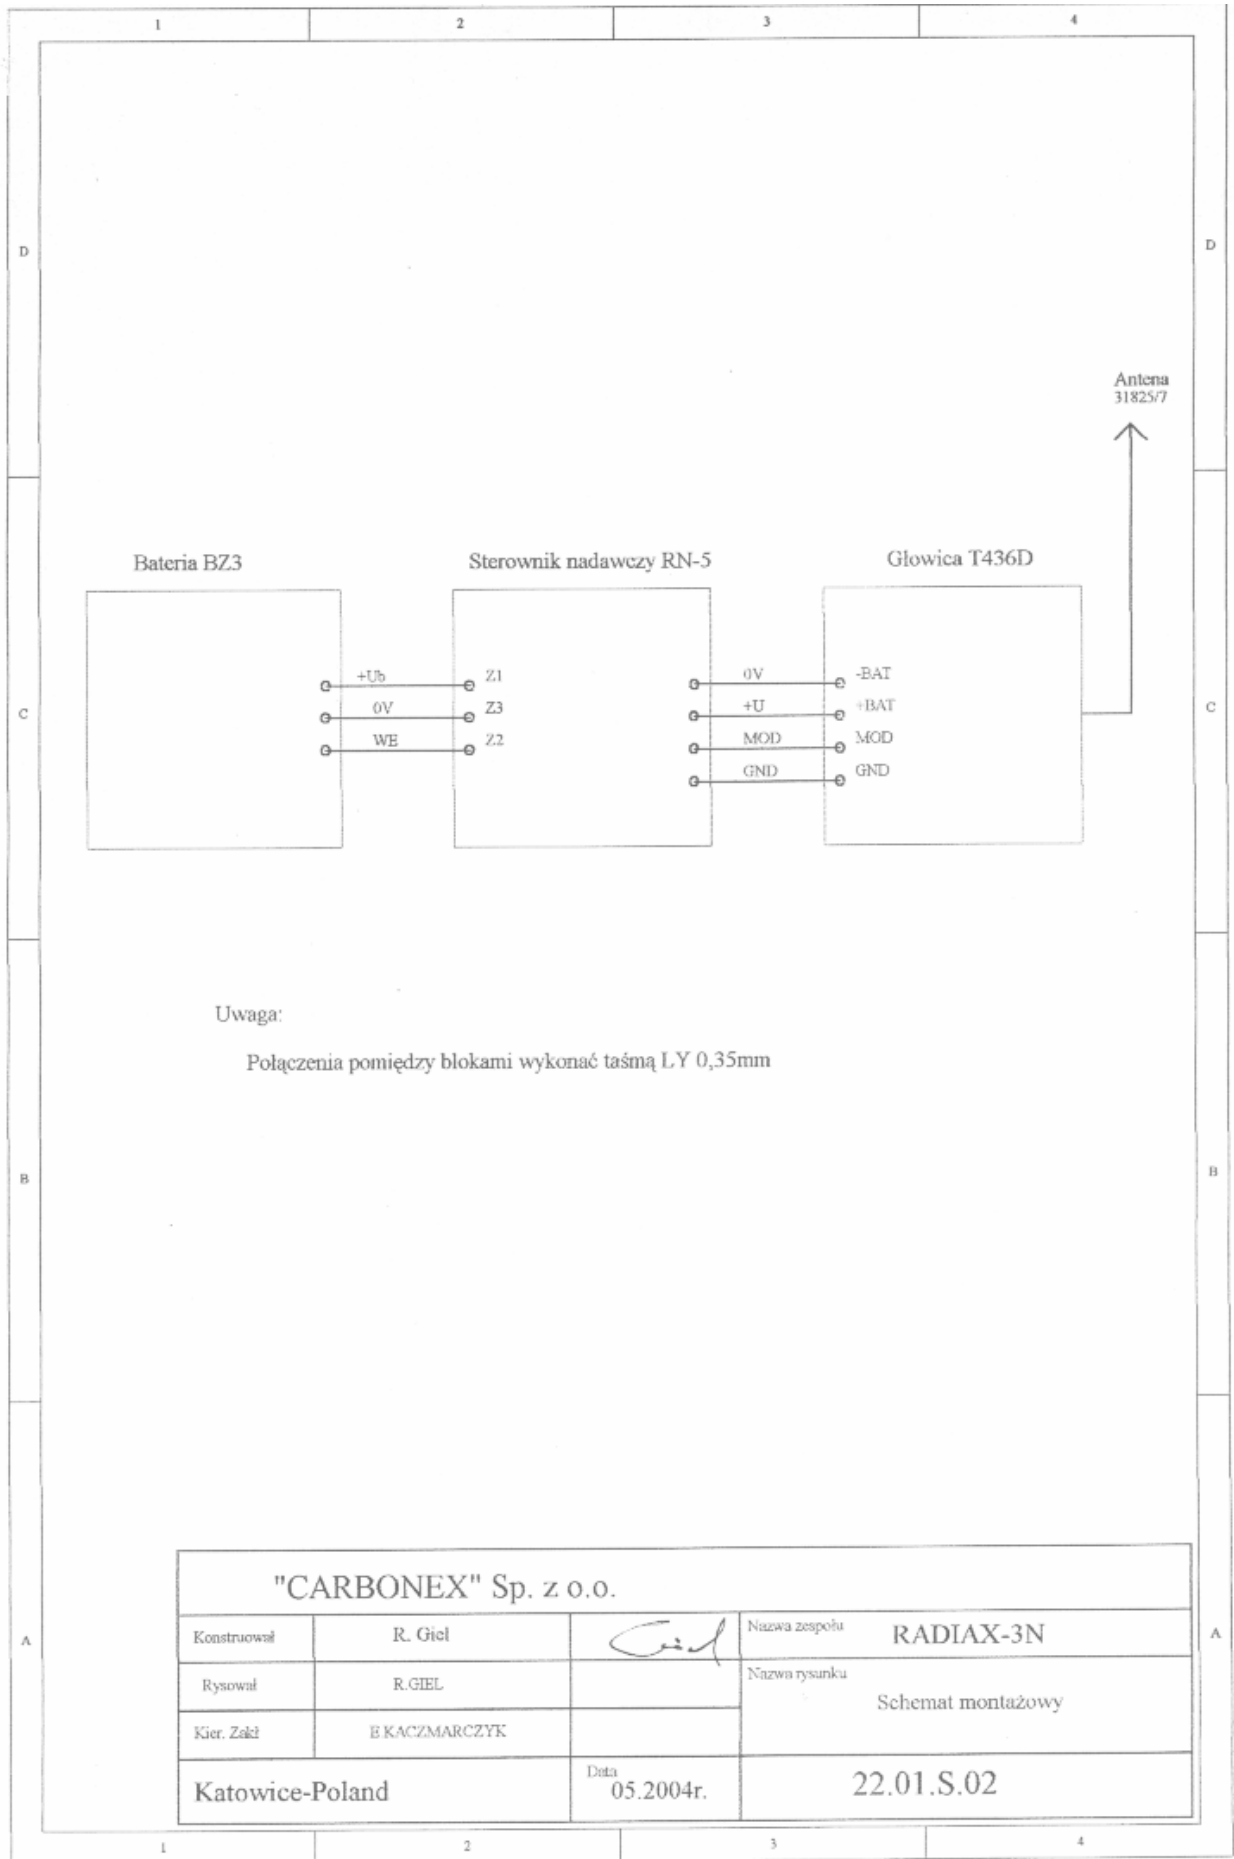 1 2 3 4
D D
Antena
31825/7
Bateria BZ3 Sterownik nadawczy RN-5 Głowica T436D
+Ub Z1 0V -BAT
C 0V Z3 +U +BAT C
WE Z2 MOD MOD
GND GND
Uwaga:
Połączenia pomiędzy blokami wykonać taśmą LY 0,35mm
B B
"CARBONEX" Sp. z o.o.
A Konstruował R. Giel Giel Nazwa zespołu RADIAX-3N A
Rysował R.GIEL Nazwa rysunku
Schemat montażowy
Kier. Zakł E KACZMARCZYK
Katowice-Poland Data 05.2004r. 22.01.S.02
1 2 3 4